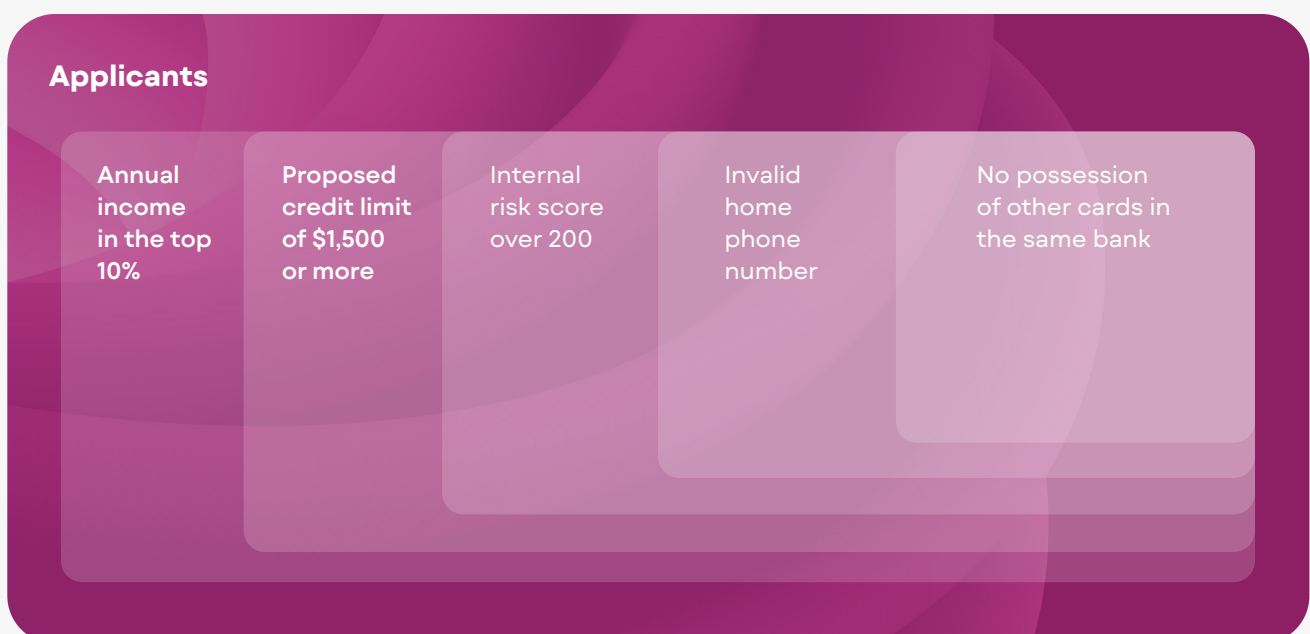 Applicants
Annual
income
in the top
10%
Proposed
credit limit
of $1,500
or more
Internal
risk score
over 200
Invalid
home
phone
number
No possession
of other cards in
the same bank